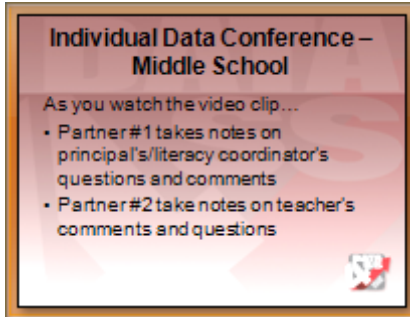 Individual Data Conference –
Middle School
As you watch the video clip…
• Partner #1 takes notes on
principal's/literacy coordinator's
questions and comments
• Partner #2 take notes on teacher's
comments and questions